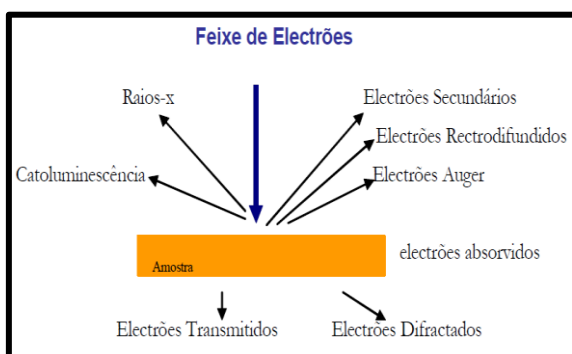 Feixe de Electrões
Raios-x
Electrões Secundários
Electrões Rectrodifundidos
Catoluminescência
Electrões Auger
electrões absorvidos
Amostra
Electrões Transmitidos
Electrões Difractados